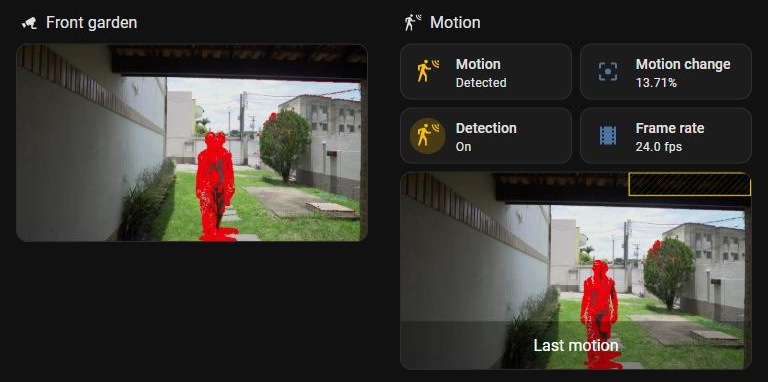 Front garden
Motion
Motion
Detected
Motion change
13.71%
Detection
On
Frame rate
24.0 fps
Last motion